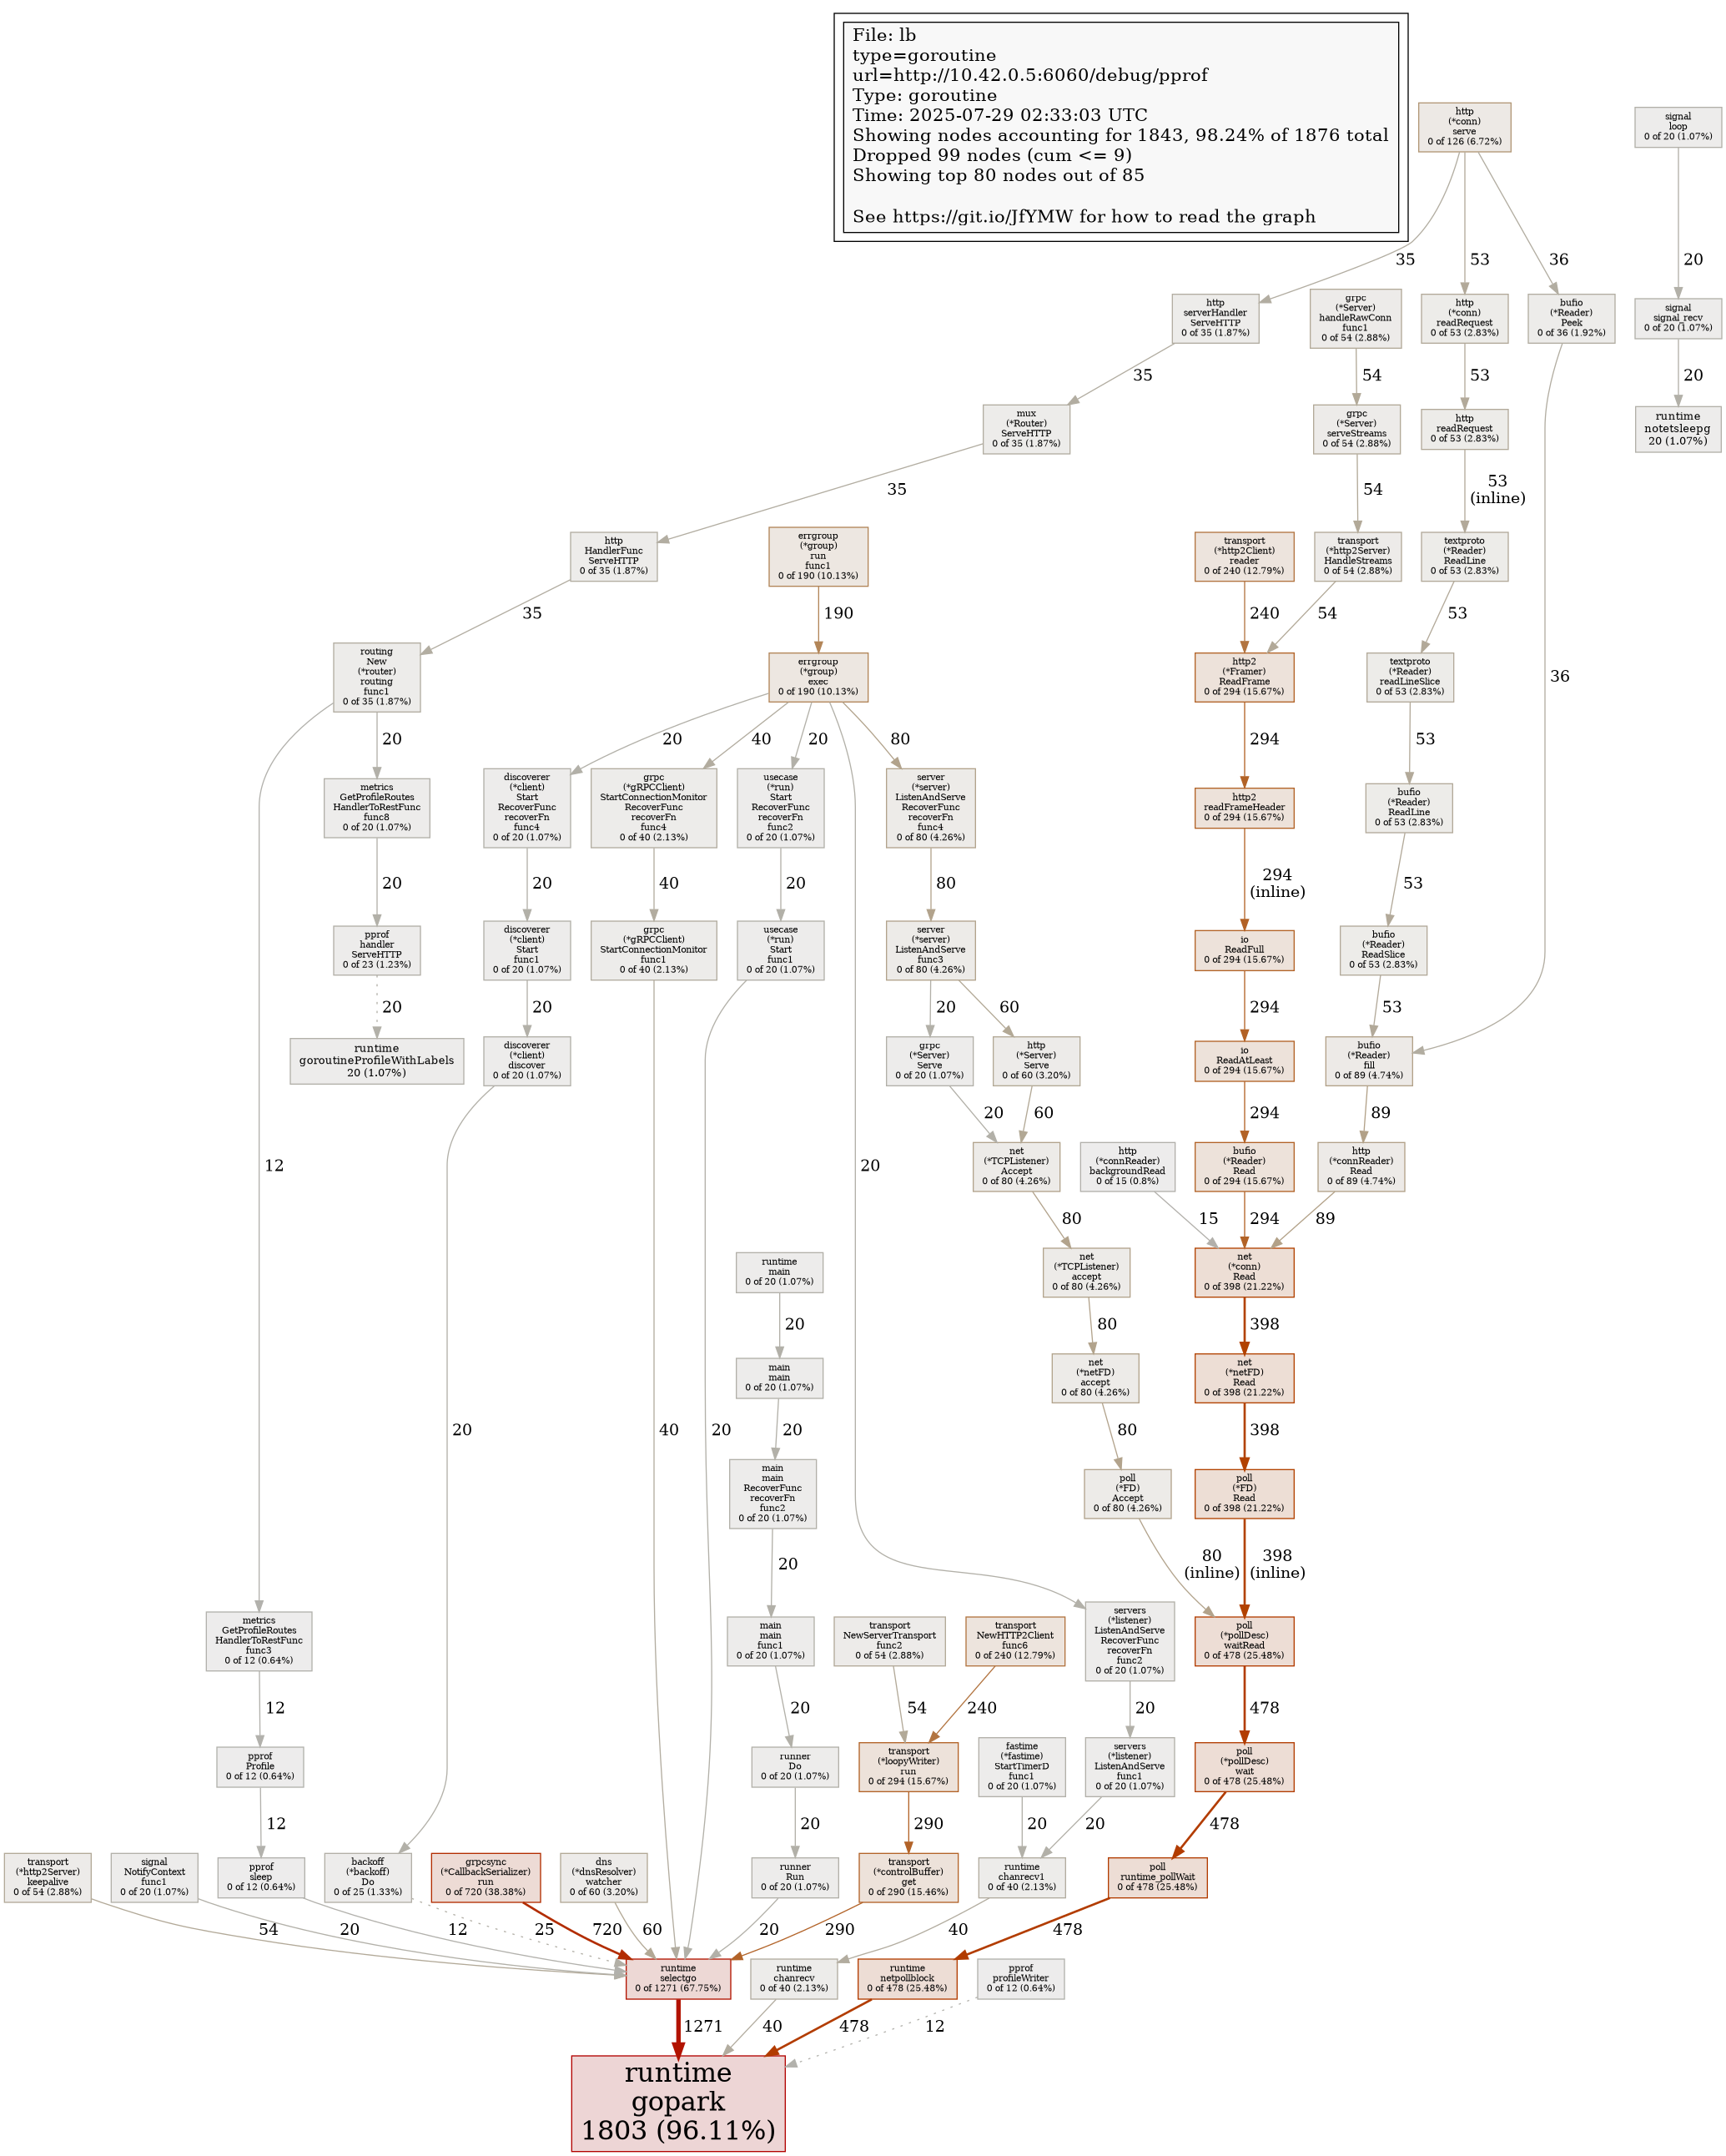 File: lb
type=goroutine
url=http://10.42.0.5:6060/debug/pprof
Type: goroutine
Time: 2025-07-29 02:33:03 UTC
Showing nodes accounting for 1843, 98.24% of 1876 total
Dropped 99 nodes (cum <= 9)
Showing top 80 nodes out of 85
See https://git.io/JfYMW for how to read the graph
http
(*conn)
serve
0 of 126 (6.72%)
signal
loop
0 of 20 (1.07%)
35
53
36
20
http
serverHandler
ServeHTTP
0 of 35 (1.87%)
grpc
(*Server)
handleRawConn
func1
0 of 54 (2.88%)
http
(*conn)
readRequest
0 of 53 (2.83%)
bufio
(*Reader)
Peek
0 of 36 (1.92%)
signal
signal_recv
0 of 20 (1.07%)
35
54
53
20
mux
(*Router)
ServeHTTP
0 of 35 (1.87%)
grpc
(*Server)
serveStreams
0 of 54 (2.88%)
http
readRequest
0 of 53 (2.83%)
runtime
notetsleepg
20 (1.07%)
35
54
53
(inline)
http
HandlerFunc
ServeHTTP
0 of 35 (1.87%)
errgroup
(*group)
run
func1
0 of 190 (10.13%)
transport
(*http2Client)
reader
0 of 240 (12.79%)
transport
(*http2Server)
HandleStreams
0 of 54 (2.88%)
textproto
(*Reader)
ReadLine
0 of 53 (2.83%)
35
190
240
54
53
routing
New
(*router)
routing
func1
0 of 35 (1.87%)
errgroup
(*group)
exec
0 of 190 (10.13%)
http2
(*Framer)
ReadFrame
0 of 294 (15.67%)
textproto
(*Reader)
readLineSlice
0 of 53 (2.83%)
36
20
20
40
20
80
294
53
metrics
GetProfileRoutes
HandlerToRestFunc
func8
0 of 20 (1.07%)
discoverer
(*client)
Start
RecoverFunc
recoverFn
func4
0 of 20 (1.07%)
grpc
(*gRPCClient)
StartConnectionMonitor
RecoverFunc
recoverFn
func4
0 of 40 (2.13%)
usecase
(*run)
Start
RecoverFunc
recoverFn
func2
0 of 20 (1.07%)
server
(*server)
ListenAndServe
RecoverFunc
recoverFn
func4
0 of 80 (4.26%)
http2
readFrameHeader
0 of 294 (15.67%)
bufio
(*Reader)
ReadLine
0 of 53 (2.83%)
20
20
40
20
80
294
(inline)
53
pprof
handler
ServeHTTP
0 of 23 (1.23%)
discoverer
(*client)
Start
func1
0 of 20 (1.07%)
grpc
(*gRPCClient)
StartConnectionMonitor
func1
0 of 40 (2.13%)
usecase
(*run)
Start
func1
0 of 20 (1.07%)
server
(*server)
ListenAndServe
func3
0 of 80 (4.26%)
io
ReadFull
0 of 294 (15.67%)
bufio
(*Reader)
ReadSlice
0 of 53 (2.83%)
20
20
20
60
294
53
runtime
goroutineProfileWithLabels
20 (1.07%)
discoverer
(*client)
discover
0 of 20 (1.07%)
grpc
(*Server)
Serve
0 of 20 (1.07%)
http
(*Server)
Serve
0 of 60 (3.20%)
io
ReadAtLeast
0 of 294 (15.67%)
bufio
(*Reader)
fill
0 of 89 (4.74%)
20
60
294
89
12
20
net
(*TCPListener)
Accept
0 of 80 (4.26%)
http
(*connReader)
backgroundRead
0 of 15 (0.8%)
bufio
(*Reader)
Read
0 of 294 (15.67%)
http
(*connReader)
Read
0 of 89 (4.74%)
80
15
294
89
runtime
main
0 of 20 (1.07%)
net
(*TCPListener)
accept
0 of 80 (4.26%)
net
(*conn)
Read
0 of 398 (21.22%)
20
80
398
main
main
0 of 20 (1.07%)
net
(*netFD)
accept
0 of 80 (4.26%)
net
(*netFD)
Read
0 of 398 (21.22%)
20
40
20
20
80
398
main
main
RecoverFunc
recoverFn
func2
0 of 20 (1.07%)
poll
(*FD)
Accept
0 of 80 (4.26%)
poll
(*FD)
Read
0 of 398 (21.22%)
20
80
(inline)
398
(inline)
metrics
GetProfileRoutes
HandlerToRestFunc
func3
0 of 12 (0.64%)
main
main
func1
0 of 20 (1.07%)
transport
NewServerTransport
func2
0 of 54 (2.88%)
transport
NewHTTP2Client
func6
0 of 240 (12.79%)
servers
(*listener)
ListenAndServe
RecoverFunc
recoverFn
func2
0 of 20 (1.07%)
poll
(*pollDesc)
waitRead
0 of 478 (25.48%)
12
20
54
240
20
478
pprof
Profile
0 of 12 (0.64%)
runner
Do
0 of 20 (1.07%)
transport
(*loopyWriter)
run
0 of 294 (15.67%)
fastime
(*fastime)
StartTimerD
func1
0 of 20 (1.07%)
servers
(*listener)
ListenAndServe
func1
0 of 20 (1.07%)
poll
(*pollDesc)
wait
0 of 478 (25.48%)
12
20
290
20
20
478
transport
(*http2Server)
keepalive
0 of 54 (2.88%)
signal
NotifyContext
func1
0 of 20 (1.07%)
pprof
sleep
0 of 12 (0.64%)
backoff
(*backoff)
Do
0 of 25 (1.33%)
grpcsync
(*CallbackSerializer)
run
0 of 720 (38.38%)
dns
(*dnsResolver)
watcher
0 of 60 (3.20%)
runner
Run
0 of 20 (1.07%)
transport
(*controlBuffer)
get
0 of 290 (15.46%)
runtime
chanrecv1
0 of 40 (2.13%)
poll
runtime_pollWait
0 of 478 (25.48%)
54
20
12
25
720
60
20
290
40
478
runtime
selectgo
0 of 1271 (67.75%)
runtime
chanrecv
0 of 40 (2.13%)
runtime
netpollblock
0 of 478 (25.48%)
pprof
profileWriter
0 of 12 (0.64%)
1271
40
478
12
runtime
gopark
1803 (96.11%)